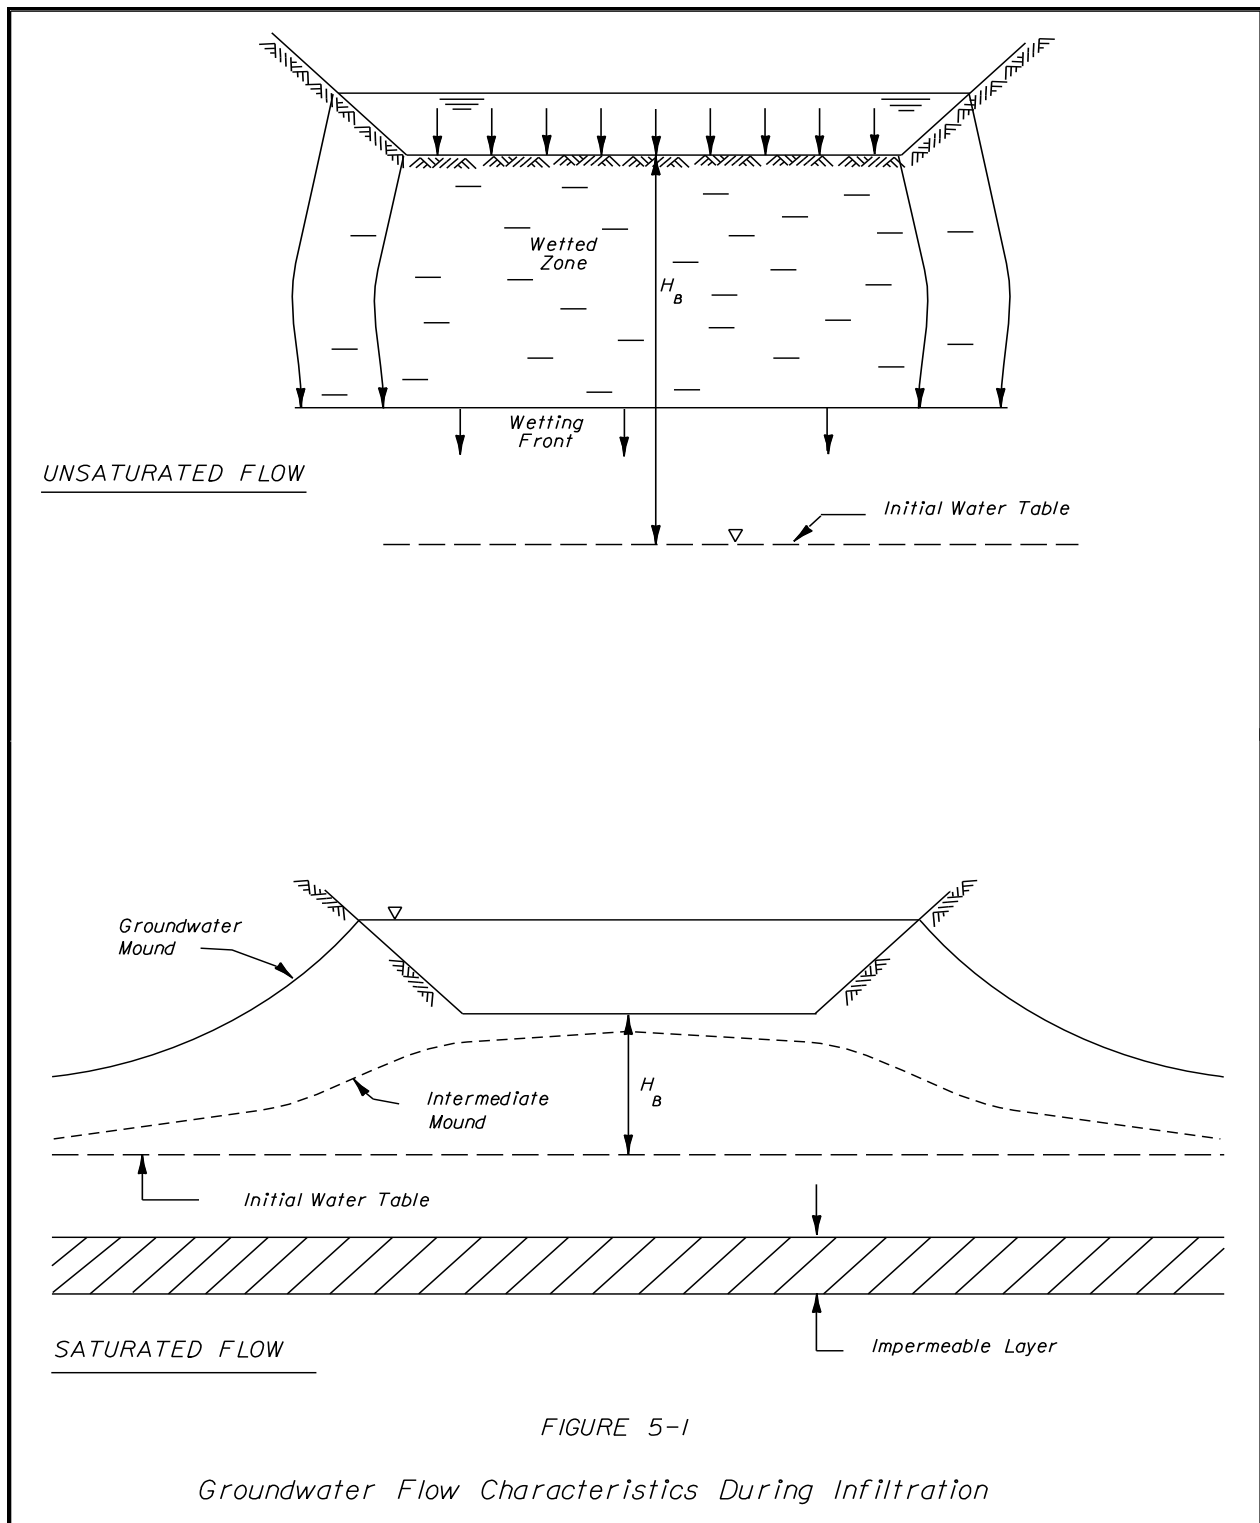 Wetted
Zone
H
B
Wetting
Front
UNSATURATED FLOW
Initial Water Table
Groundwater
Mound
Intermediate
Mound
H
B
Initial Water Table
SATURATED FLOW
Impermeable Layer
FIGURE 5-1
Groundwater Flow Characteristics During Infiltration